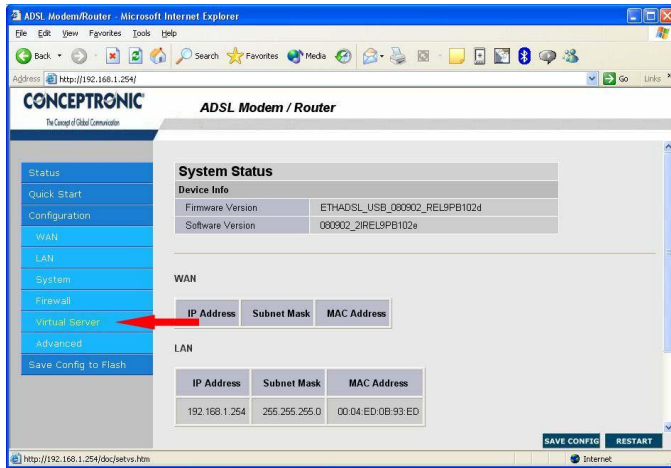 ADSL Modem/Router - Microsoft Internet Explorer
File Edit View Favorites Tools Help
Back Search Favorites Media
Address http://192.168.1.254/ Go Links
CONCEPTRONIC
The Concept of Global Communication
ADSL Modem / Router
Status
Quick Start
Configuration
WAN
LAN
System
Firewall
Virtual Server
Advanced
Save Config to Flash
System Status
Device Info
Firmware Version ETHADSL_USB_080902_REL9PB102d
Software Version 080902_2IREL9PB102e
WAN
IP Address Subnet Mask MAC Address
LAN
IP Address Subnet Mask MAC Address
192.168.1.254 255.255.255.0 00:04:ED:0B:93:ED
SAVE CONFIG RESTART
http://192.168.1.254/doc/setvs.htm Internet